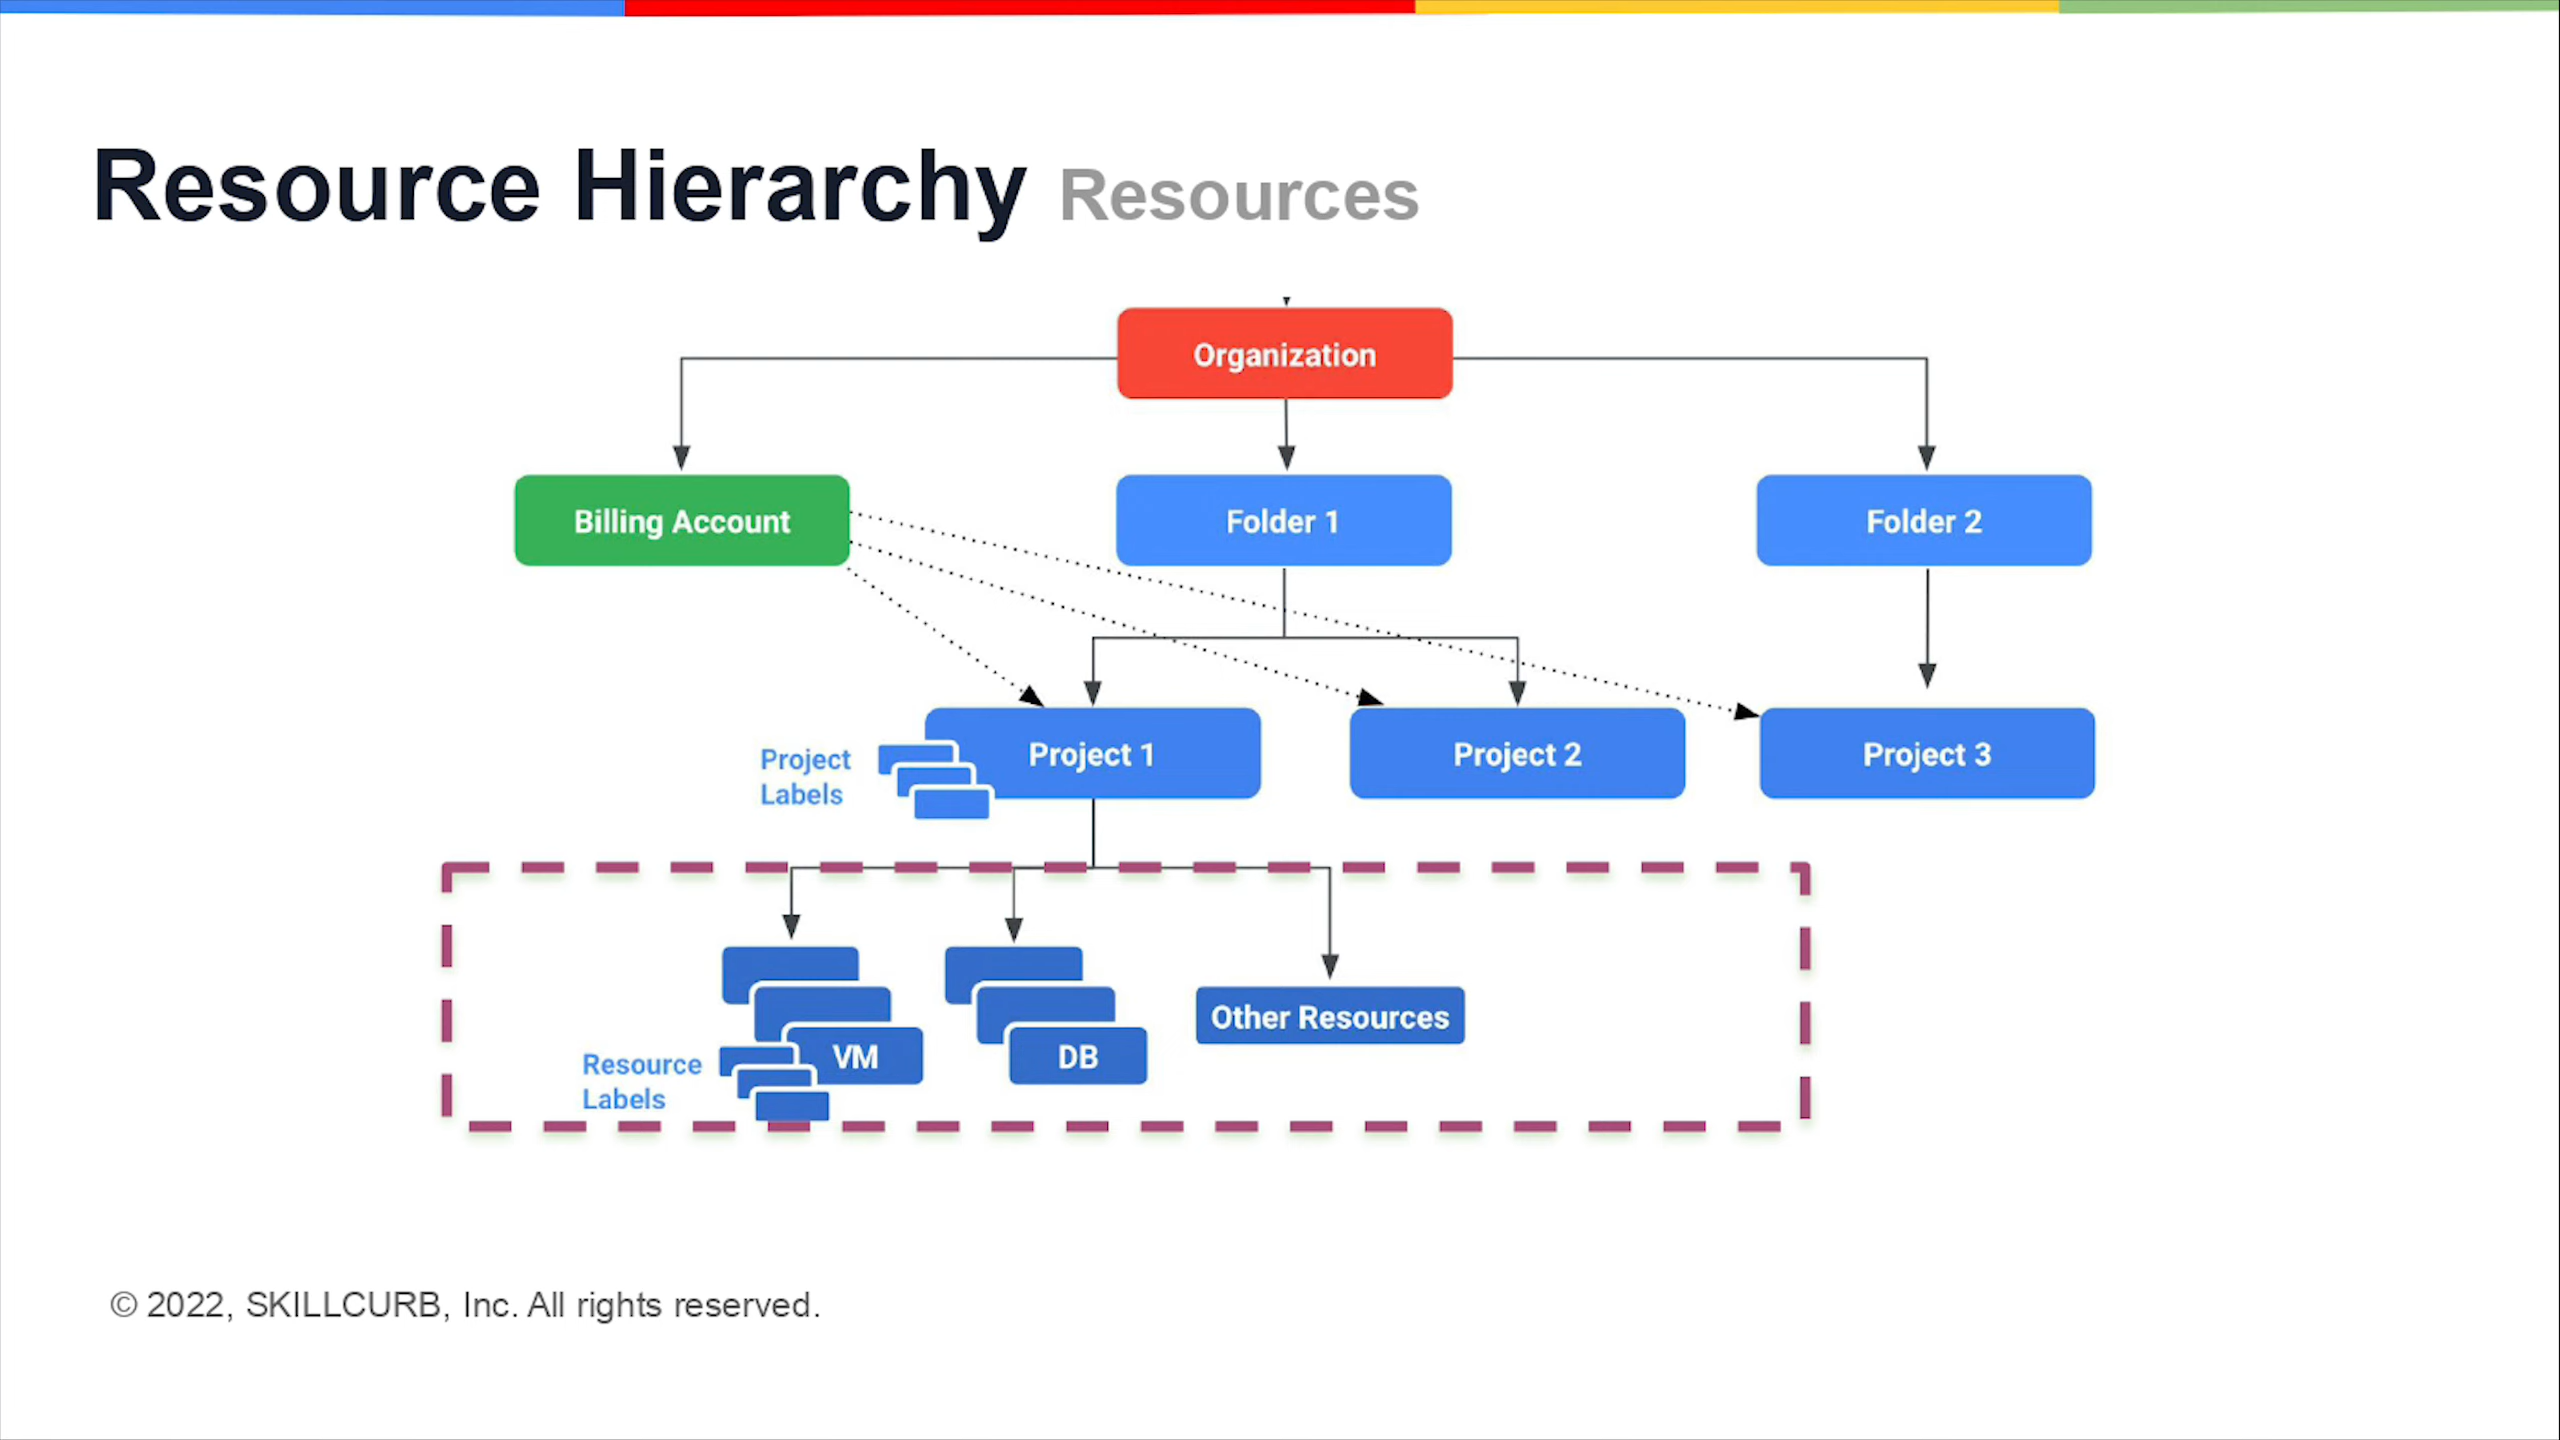 Resource Hierarchy Resources
Organization
Billing Account
Folder 1
Folder 2
Project 1
Project 2
Project 3
Project
Labels
VM
DB
Other Resources
Resource
Labels
© 2022, SKILLCURB, Inc. All rights reserved.